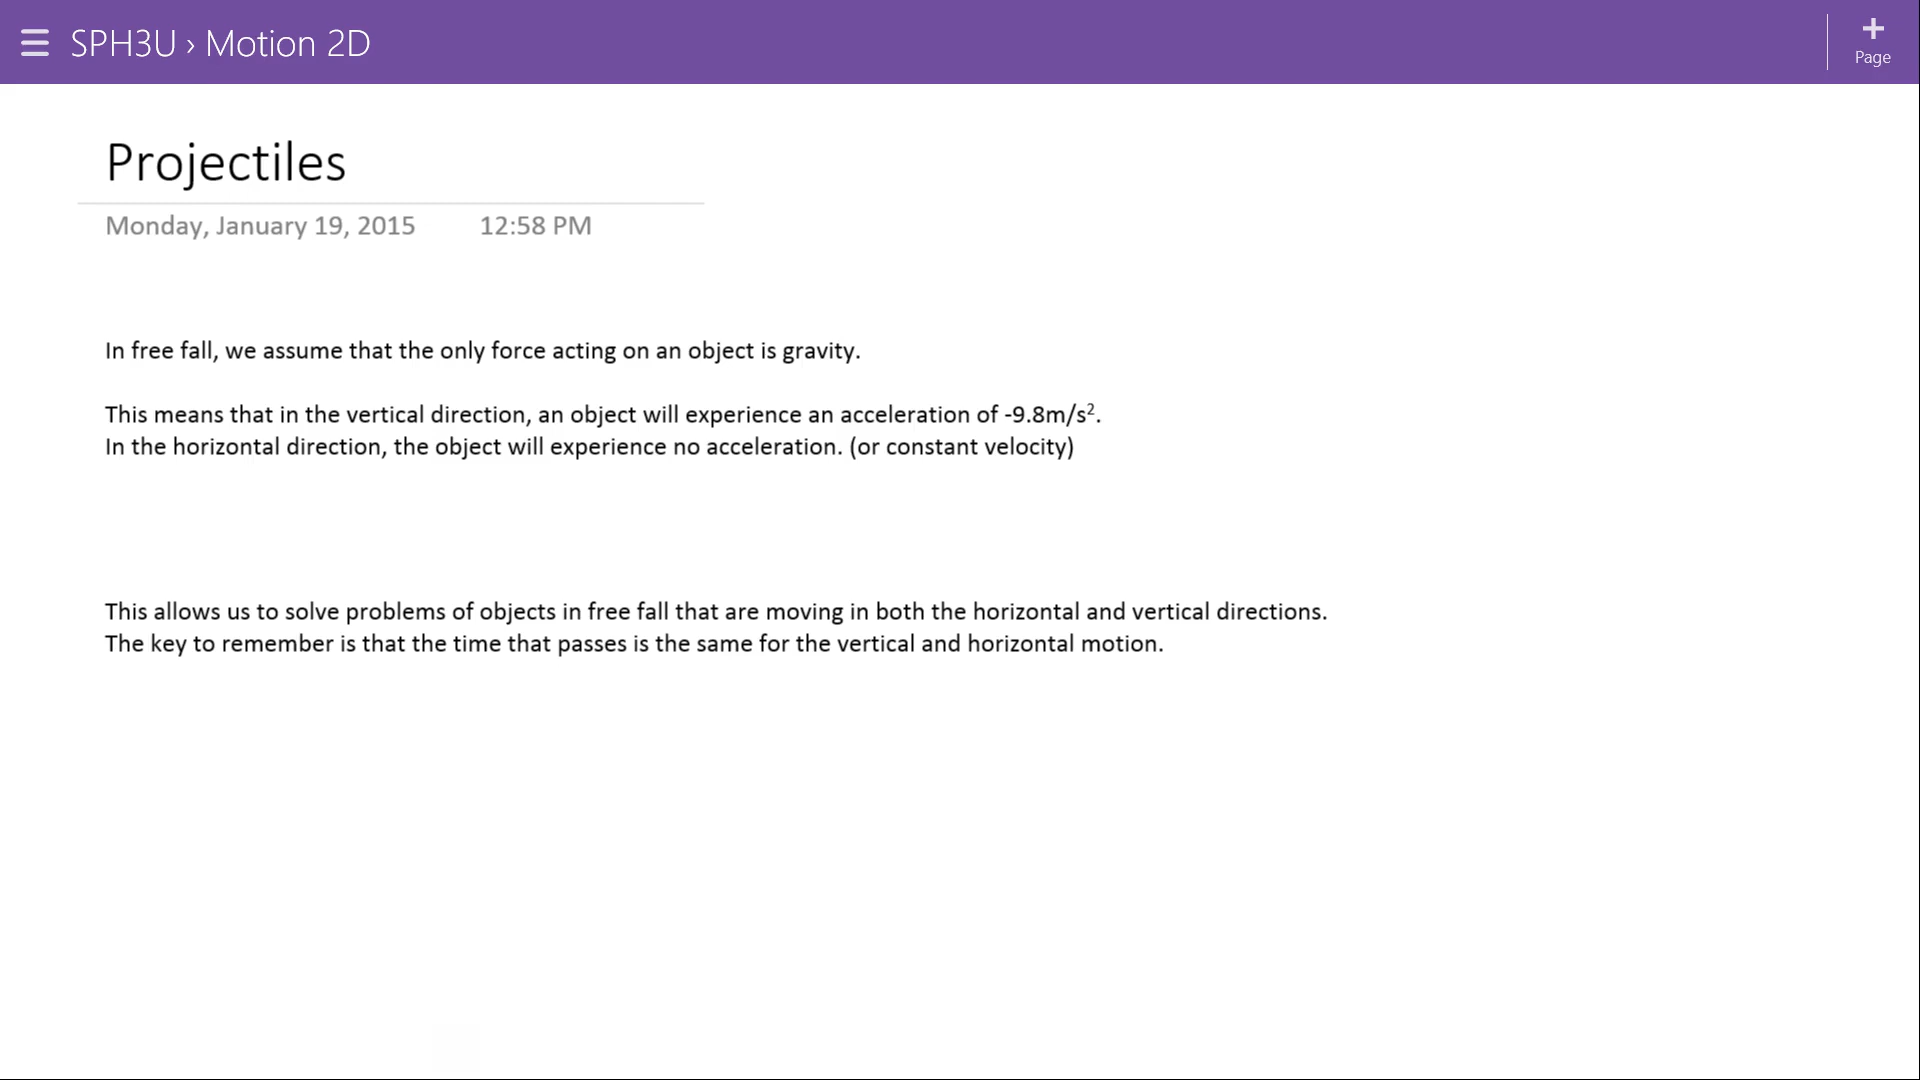 SPH3U › Motion 2D
Page
Projectiles
Monday, January 19, 2015 12:58 PM
In free fall, we assume that the only force acting on an object is gravity.
This means that in the vertical direction, an object will experience an acceleration of -9.8m/s².
In the horizontal direction, the object will experience no acceleration. (or constant velocity)
This allows us to solve problems of objects in free fall that are moving in both the horizontal and vertical directions.
The key to remember is that the time that passes is the same for the vertical and horizontal motion.